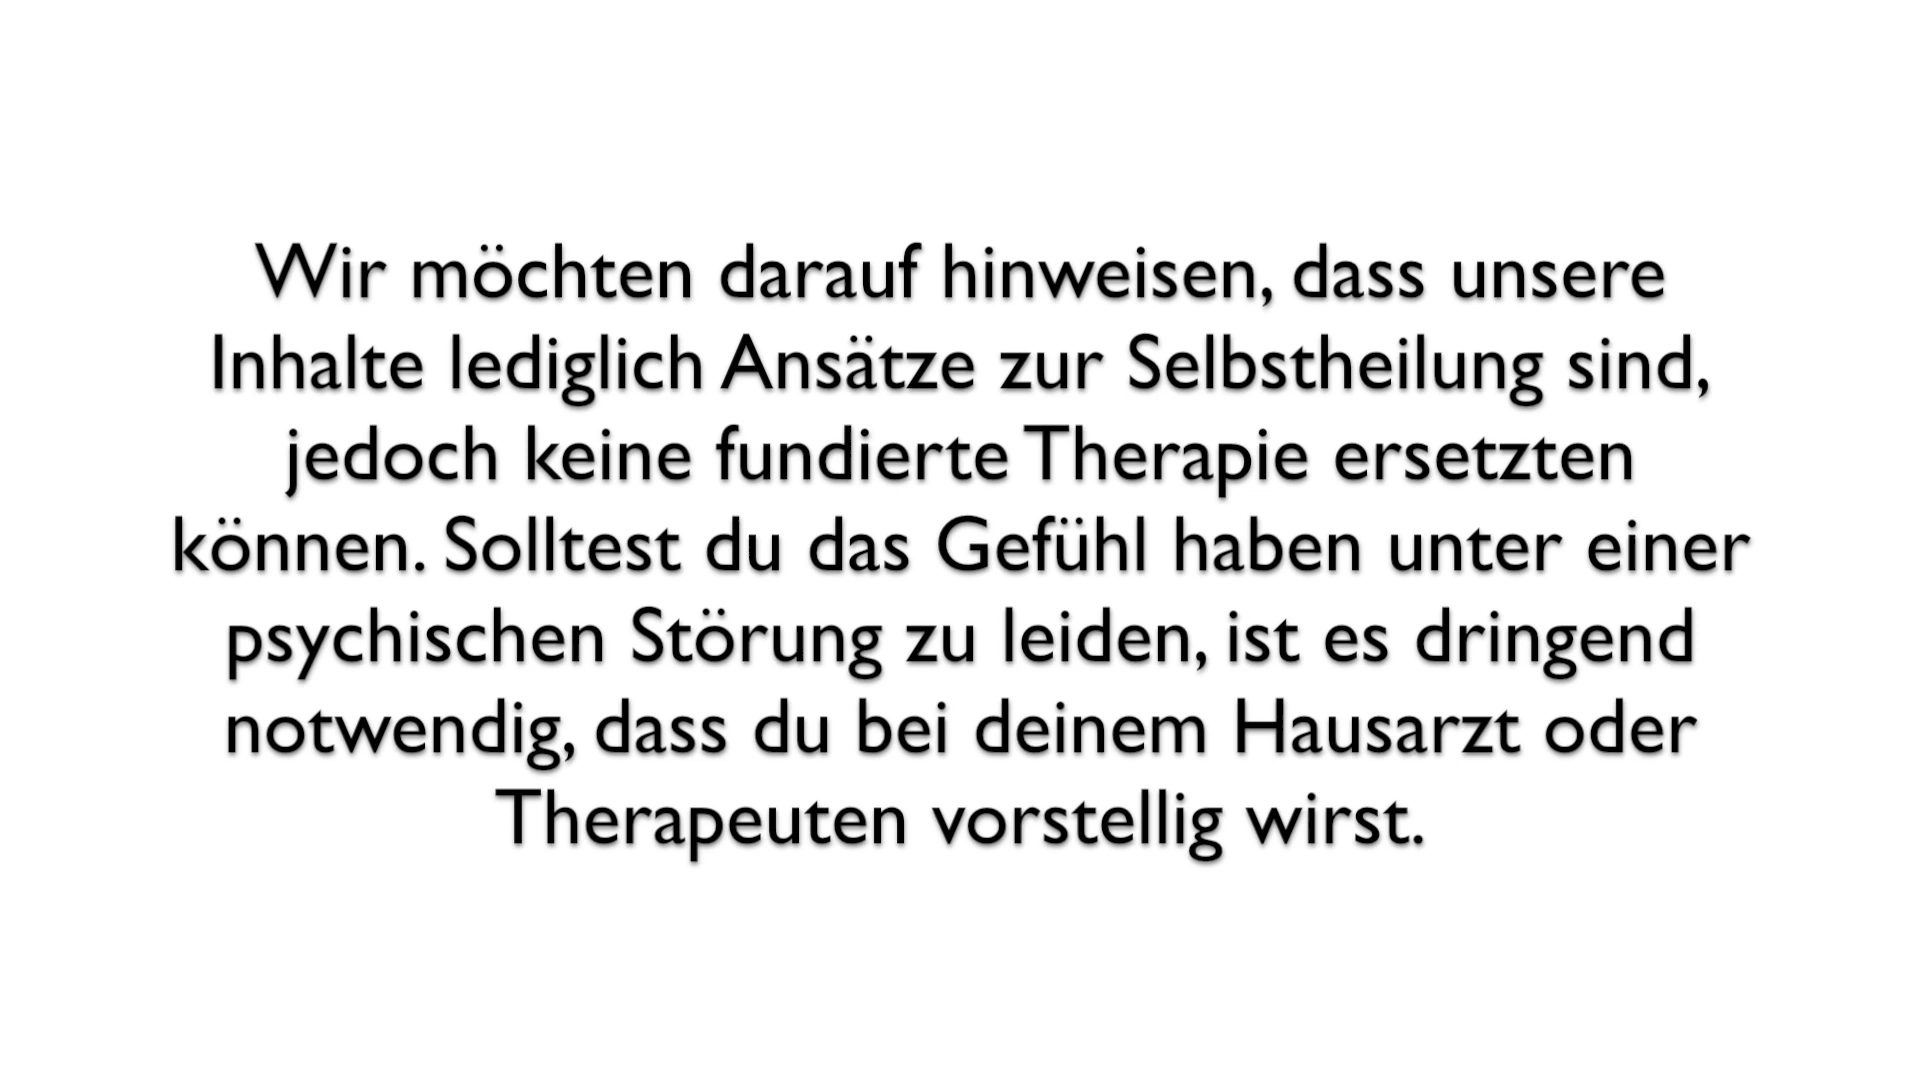 Wir möchten darauf hinweisen, dass unsere
Inhalte lediglich Ansätze zur Selbstheilung sind,
jedoch keine fundierte Therapie ersetzten
können. Solltest du das Gefühl haben unter einer
psychischen Störung zu leiden, ist es dringend
notwendig, dass du bei deinem Hausarzt oder
Therapeuten vorstellig wirst.